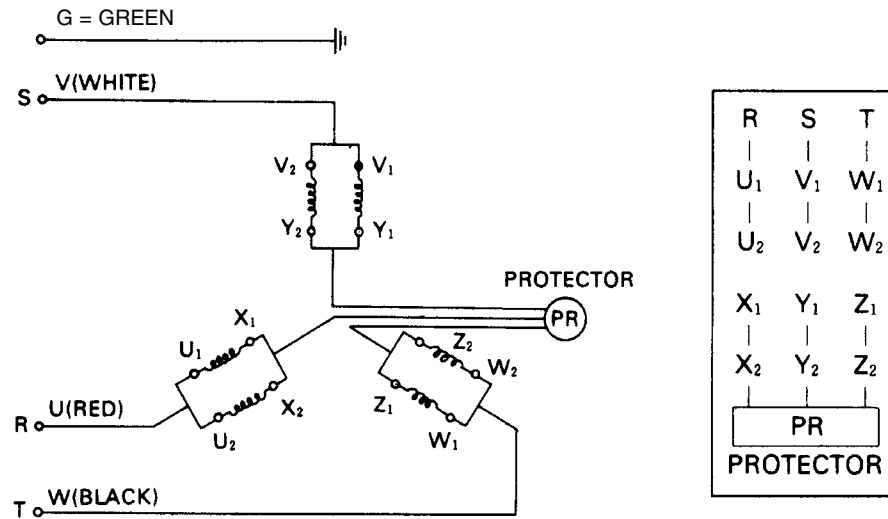 G = GREEN
V(WHITE)
S
V₂ V₁
Y₂ Y₁
PROTECTOR
PR
X₁
U₁
Z₂
W₂
X₂
Z₁
U₂
W₁
R U(RED)
T W(BLACK)
R S T
U₁ V₁ W₁
U₂ V₂ W₂
X₁ Y₁ Z₁
X₂ Y₂ Z₂
PR
PROTECTOR